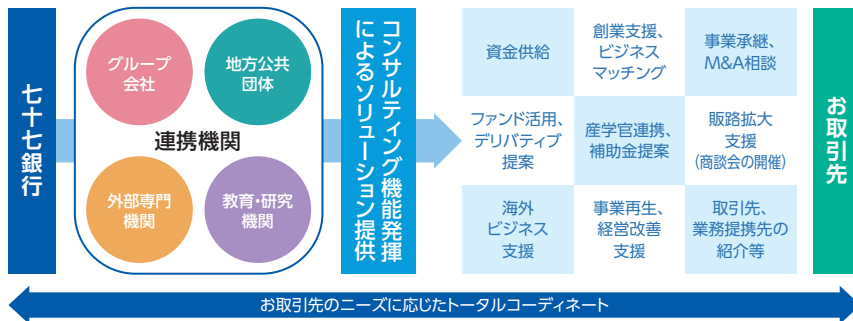 七十七銀行
グループ
会社
地方公共
団体
連携機関
外部専門
機関
教育・研究
機関
コンサルティング機能発揮
によるソリューション提供
資金供給
創業支援、
ビジネス
マッチング
事業承継、
M&A相談
ファンド活用、
デリバティブ
提案
産学官連携、
補助金提案
販路拡大
支援
(商談会の開催)
海外
ビジネス
支援
事業再生、
経営改善
支援
取引先、
業務提携先の
紹介等
お取引先
お取引先のニーズに応じたトータルコーディネート